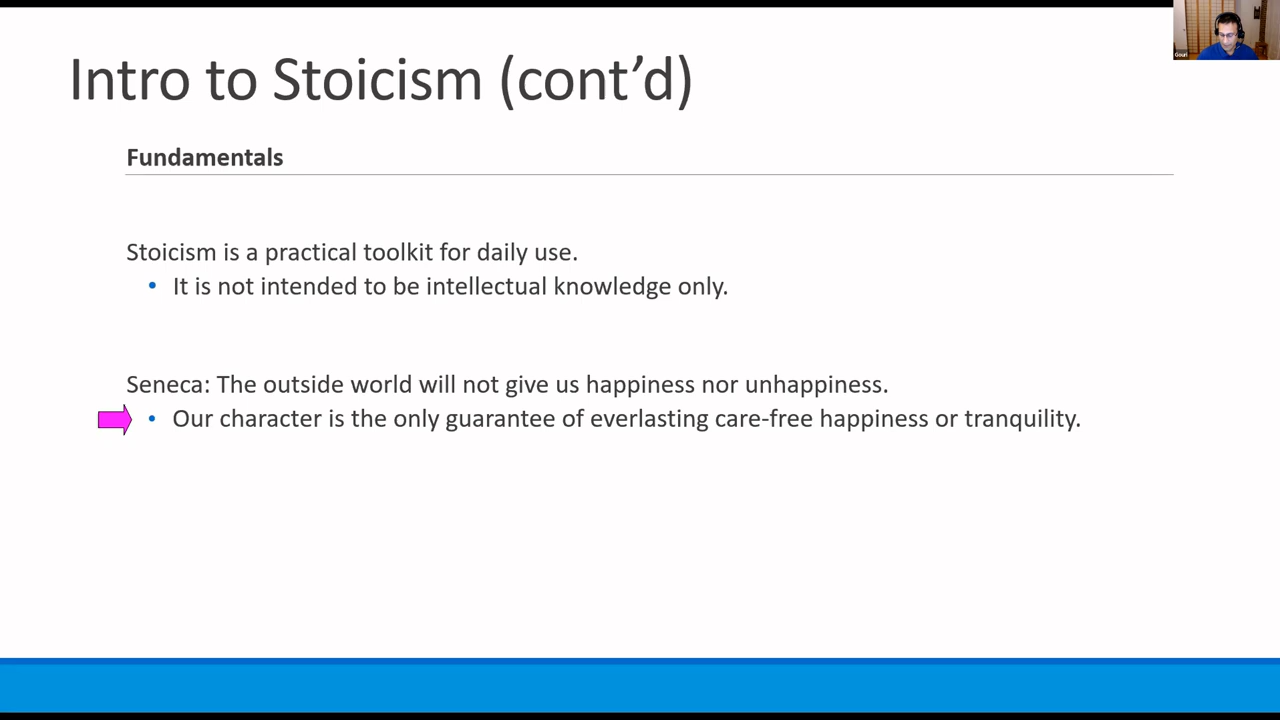 Intro to Stoicism (cont’d)
Fundamentals
Stoicism is a practical toolkit for daily use.
• It is not intended to be intellectual knowledge only.
Seneca: The outside world will not give us happiness nor unhappiness.
• Our character is the only guarantee of everlasting care-free happiness or tranquility.
Gouri